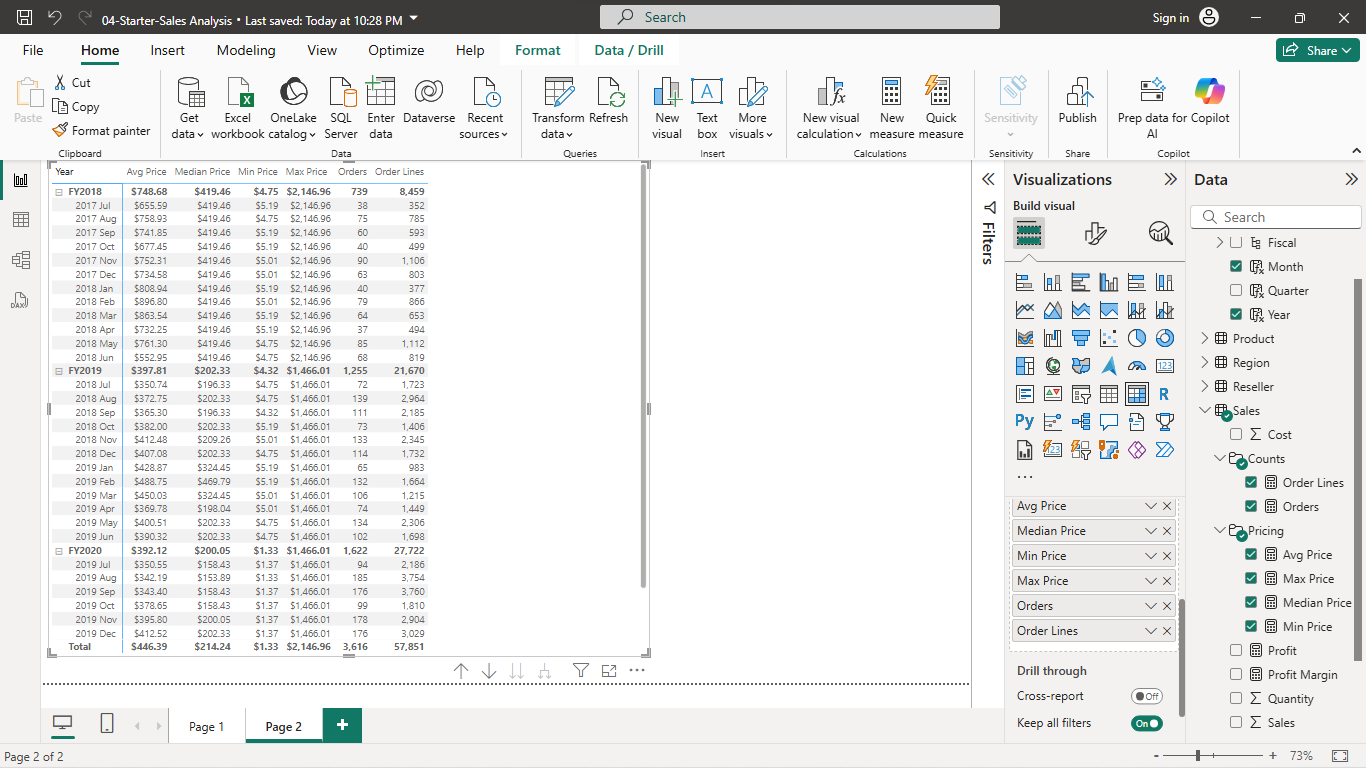 04-Starter-Sales Analysis • Last saved: Today at 10:28 PM
Search
Sign in
File Home Insert Modeling View Optimize Help Format Data / Drill
Share
Paste
Cut
Copy
Format painter
Get data
Excel workbook
OneLake catalog
SQL Server
Enter data
Dataverse
Recent sources
Transform data
Refresh
New visual
Text box
More visuals
New visual calculation
New measure
Quick measure
Sensitivity
Publish
Prep data for AI
Copilot
Clipboard Data Queries Insert Calculations Sensitivity Share Copilot
Year Avg Price Median Price Min Price Max Price Orders Order Lines
FY2018 $748.68 $419.46 $4.75 $2,146.96 739 8,459
2017 Jul $655.59 $419.46 $5.19 $2,146.96 38 352
2017 Aug $758.93 $419.46 $4.75 $2,146.96 75 785
2017 Sep $741.85 $419.46 $5.19 $2,146.96 60 593
2017 Oct $677.45 $419.46 $5.19 $2,146.96 40 499
2017 Nov $752.31 $419.46 $5.01 $2,146.96 90 1,106
2017 Dec $734.58 $419.46 $5.01 $2,146.96 63 803
2018 Jan $808.94 $419.46 $5.19 $2,146.96 40 377
2018 Feb $896.80 $419.46 $5.01 $2,146.96 79 866
2018 Mar $863.54 $419.46 $5.19 $2,146.96 64 653
2018 Apr $732.25 $419.46 $5.19 $2,146.96 37 494
2018 May $761.30 $419.46 $4.75 $2,146.96 85 1,112
2018 Jun $552.95 $419.46 $4.75 $2,146.96 68 819
FY2019 $397.81 $202.33 $4.32 $1,466.01 1,255 21,670
2018 Jul $350.74 $196.33 $4.75 $1,466.01 72 1,723
2018 Aug $372.75 $202.33 $4.75 $1,466.01 139 2,964
2018 Sep $365.30 $196.33 $4.32 $1,466.01 111 2,185
2018 Oct $382.00 $202.33 $5.19 $1,466.01 73 1,406
2018 Nov $412.48 $209.26 $5.01 $1,466.01 133 2,345
2018 Dec $407.08 $202.33 $4.75 $1,466.01 114 1,732
2019 Jan $428.87 $324.45 $5.19 $1,466.01 65 983
2019 Feb $488.75 $469.79 $5.19 $1,466.01 132 1,664
2019 Mar $450.03 $324.45 $5.01 $1,466.01 106 1,215
2019 Apr $369.78 $198.04 $5.01 $1,466.01 74 1,449
2019 May $400.51 $202.33 $4.75 $1,466.01 134 2,306
2019 Jun $390.32 $202.33 $4.75 $1,466.01 102 1,698
FY2020 $392.12 $200.05 $1.33 $1,466.01 1,622 27,722
2019 Jul $350.55 $158.43 $1.37 $1,466.01 94 2,186
2019 Aug $342.19 $153.89 $1.33 $1,466.01 185 3,754
2019 Sep $343.40 $158.43 $1.37 $1,466.01 176 3,760
2019 Oct $378.65 $158.43 $1.37 $1,466.01 99 1,810
2019 Nov $395.80 $200.05 $1.37 $1,466.01 178 2,904
2019 Dec $412.52 $202.33 $1.37 $1,466.01 176 3,029
Total $446.39 $214.24 $1.33 $2,146.96 3,616 57,851
Filters
Visualizations
Build visual
123
R
Py
123
Avg Price
Median Price
Min Price
Max Price
Orders
Order Lines
Drill through
Cross-report Off
Keep all filters On
Data
Search
Fiscal
Month
Quarter
Year
Product
Region
Reseller
Sales
Cost
Counts
Order Lines
Orders
Pricing
Avg Price
Max Price
Median Price
Min Price
Profit
Profit Margin
Quantity
Sales
DAX
Page 1
Page 2
Page 2 of 2
- + 73%